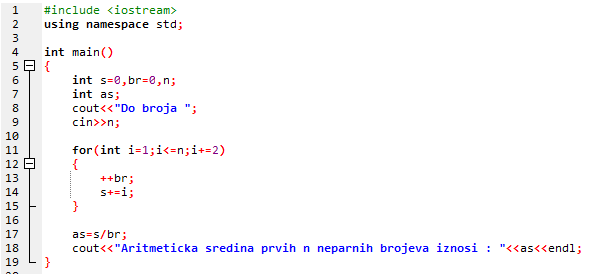 1 #include <iostream>
2 using namespace std;
3
4 int main()
5 {
6 int s=0,br=0,n;
7 int as;
8 cout<<"Do broja ";
9 cin>>n;
10
11 for(int i=1;i<=n;i+=2)
12 {
13 ++br;
14 s+=i;
15 }
16
17 as=s/br;
18 cout<<"Aritmeticka sredina prvih n neparnih brojeva iznosi : "<<as<<endl;
19 }